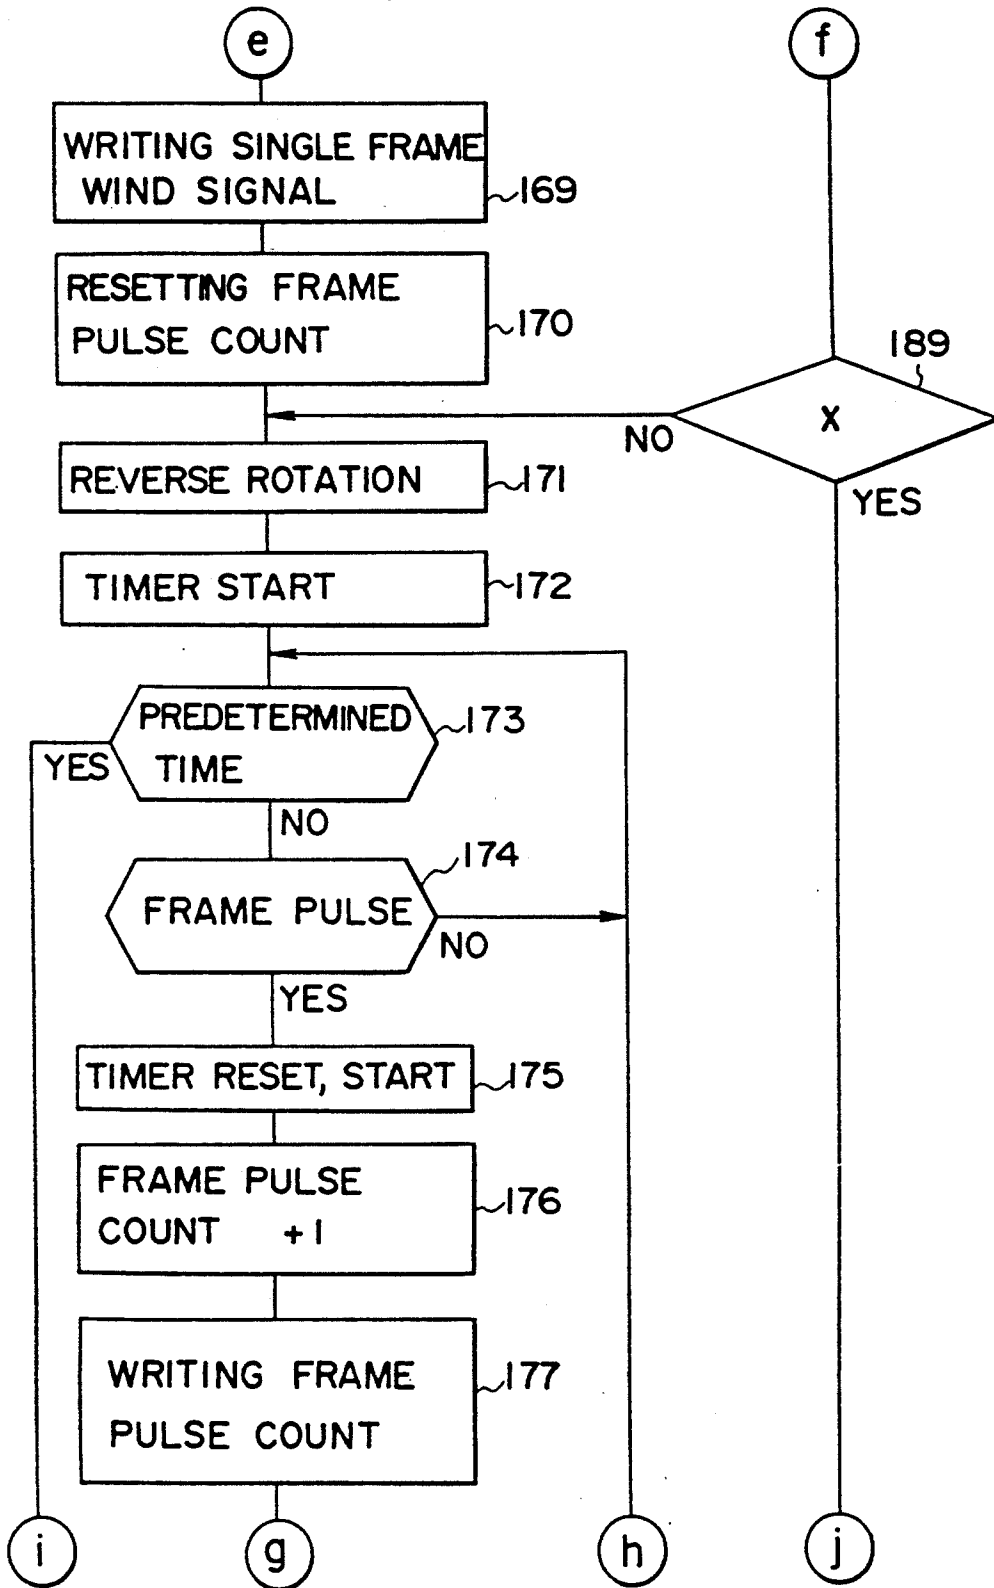 e
f
WRITING SINGLE FRAME
WIND SIGNAL
169
RESETTING FRAME
PULSE COUNT
170
189
X
NO
YES
REVERSE ROTATION
171
TIMER START
172
PREDETERMINED
TIME
173
YES
NO
174
FRAME PULSE
NO
YES
TIMER RESET, START
175
FRAME PULSE
COUNT +1
176
WRITING FRAME
PULSE COUNT
177
i
g
h
j